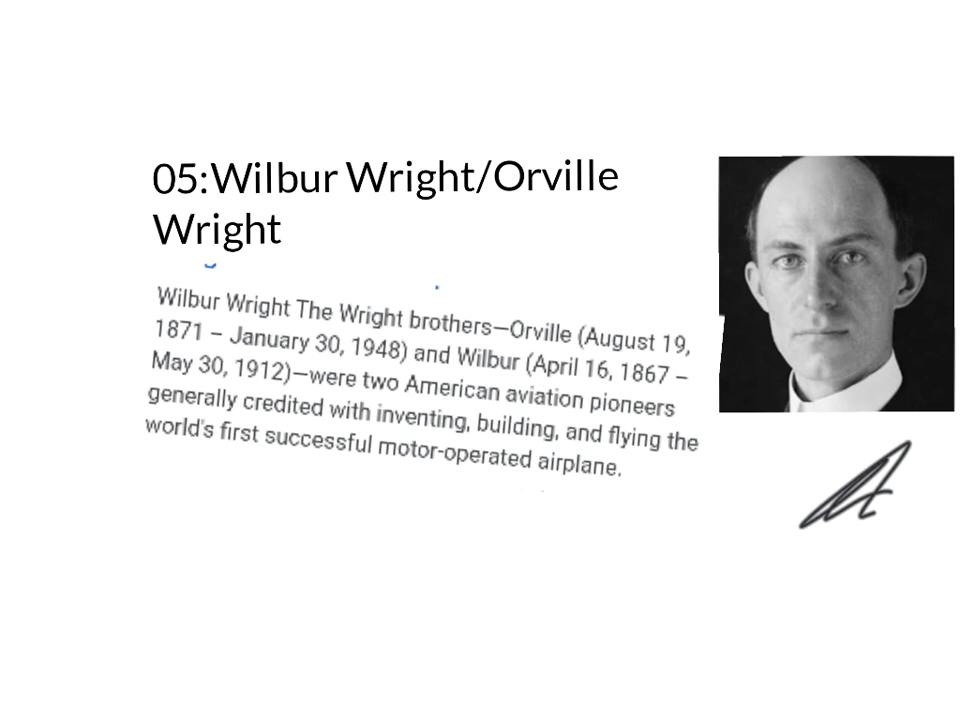 05:Wilbur Wright/Orville
Wright
Wilbur Wright The Wright brothers—Orville (August 19,
1871 – January 30, 1948) and Wilbur (April 16, 1867 –
May 30, 1912)—were two American aviation pioneers
generally credited with inventing, building, and flying the
world's first successful motor-operated airplane.